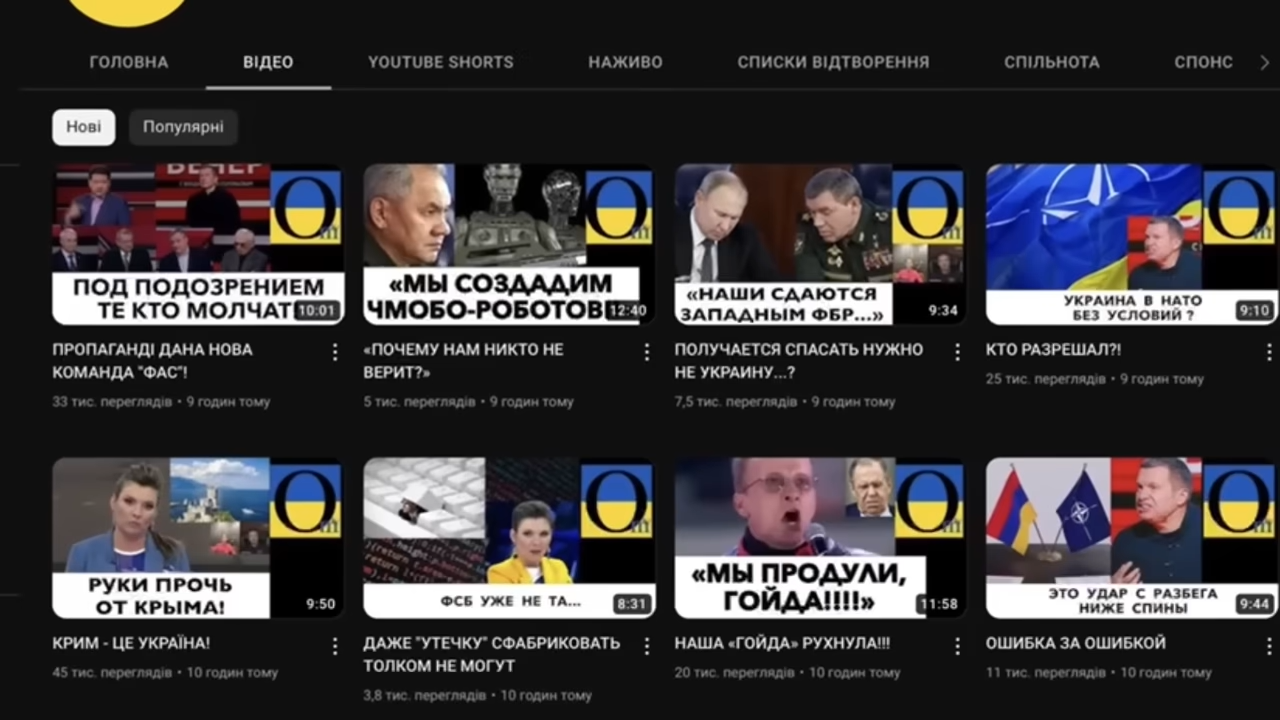 ГОЛОВНА ВІДЕО YOUTUBE SHORTS НАЖИВО СПИСКИ ВІДТВОРЕННЯ СПІЛЬНОТА СПОНС
Нові Популярні
ВЕЧЕР
ПОД ПОДОЗРЕНИЕМ
ТЕ КТО МОЛЧАТ
10:01
ПРОПАГАНДІ ДАНА НОВА
КОМАНДА "ФАС"!
33 тис. переглядів • 9 годин тому
«МЫ СОЗДАДИМ
ЧМОБО-РОБОТОВ
12:40
«ПОЧЕМУ НАМ НИКТО НЕ
ВЕРИТ?»
5 тис. переглядів • 9 годин тому
«НАШИ СДАЮТСЯ
ЗАПАДНЫМ ФБР...»
9:34
ПОЛУЧАЕТСЯ СПАСАТЬ НУЖНО
НЕ УКРАИНУ...?
7,5 тис. переглядів • 9 годин тому
УКРАИНА В НАТО
БЕЗ УСЛОВИЙ ?
9:10
КТО РАЗРЕШАЛ?!
25 тис. переглядів • 9 годин тому
РУКИ ПРОЧЬ
ОТ КРЫМА!
9:50
КРИМ - ЦЕ УКРАЇНА!
45 тис. переглядів • 10 годин тому
ФСБ УЖЕ НЕ ТА...
8:31
ДАЖЕ "УТЕЧКУ" СФАБРИКОВАТЬ
ТОЛКОМ НЕ МОГУТ
3,8 тис. переглядів • 10 годин тому
«МЫ ПРОДУЛИ,
ГОЙДА!!!!»
11:58
НАША «ГОЙДА» РУХНУЛА!!!
20 тис. переглядів • 10 годин тому
ЭТО УДАР С РАЗБЕГА
НИЖЕ СПИНЫ
9:44
ОШИБКА ЗА ОШИБКОЙ
11 тис. переглядів • 10 годин тому